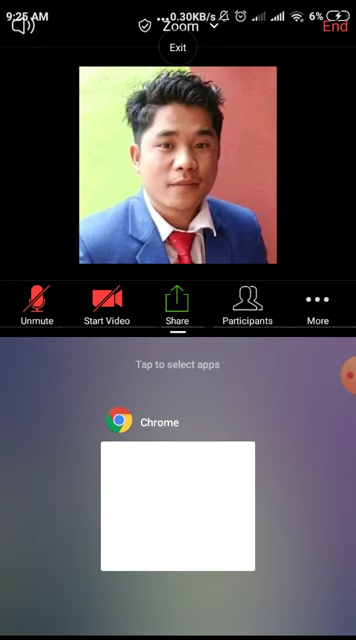 9:25 AM ...0.30KB/s 6%
Zoom End
Exit
Unmute Start Video Share Participants More
Tap to select apps
Chrome